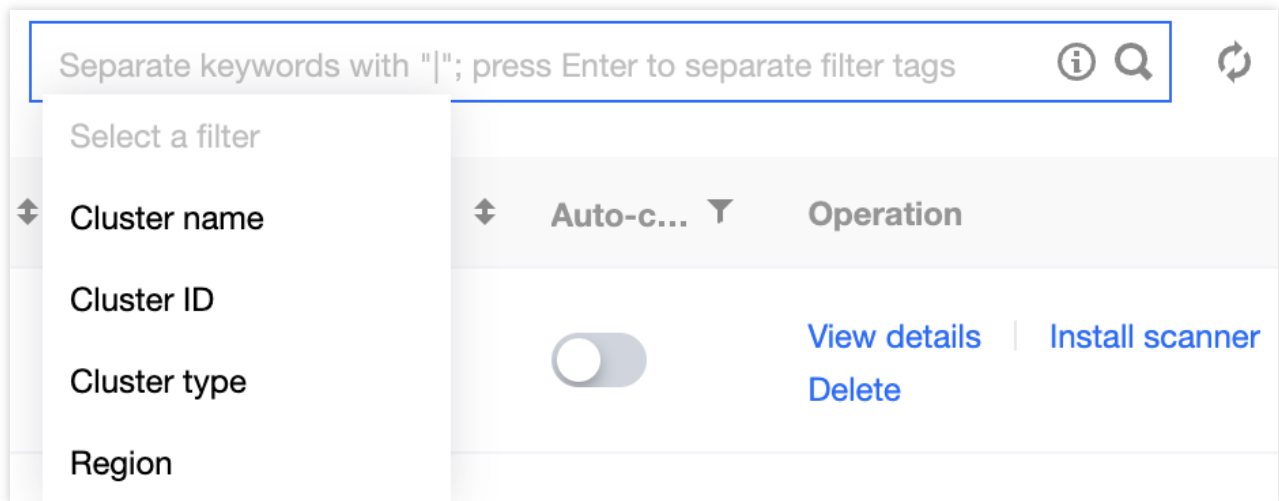 Separate keywords with "|"; press Enter to separate filter tags
Select a filter
Cluster name
Cluster ID
Cluster type
Region
Auto-c... Operation
View details Install scanner
Delete